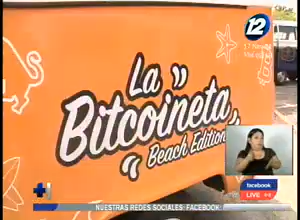 12
La
Bitcoineta
Beach Edition
facebook
LIVE
NUESTRAS REDES SOCIALES: FACEBOOK: